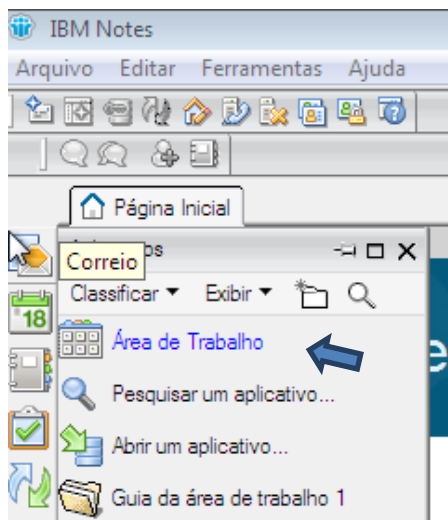 IBM Notes
Arquivo Editar Ferramentas Ajuda
Página Inicial
Correio
Classificar Exibir
18
Área de Trabalho
Pesquisar um aplicativo...
Abrir um aplicativo...
Guia da área de trabalho 1